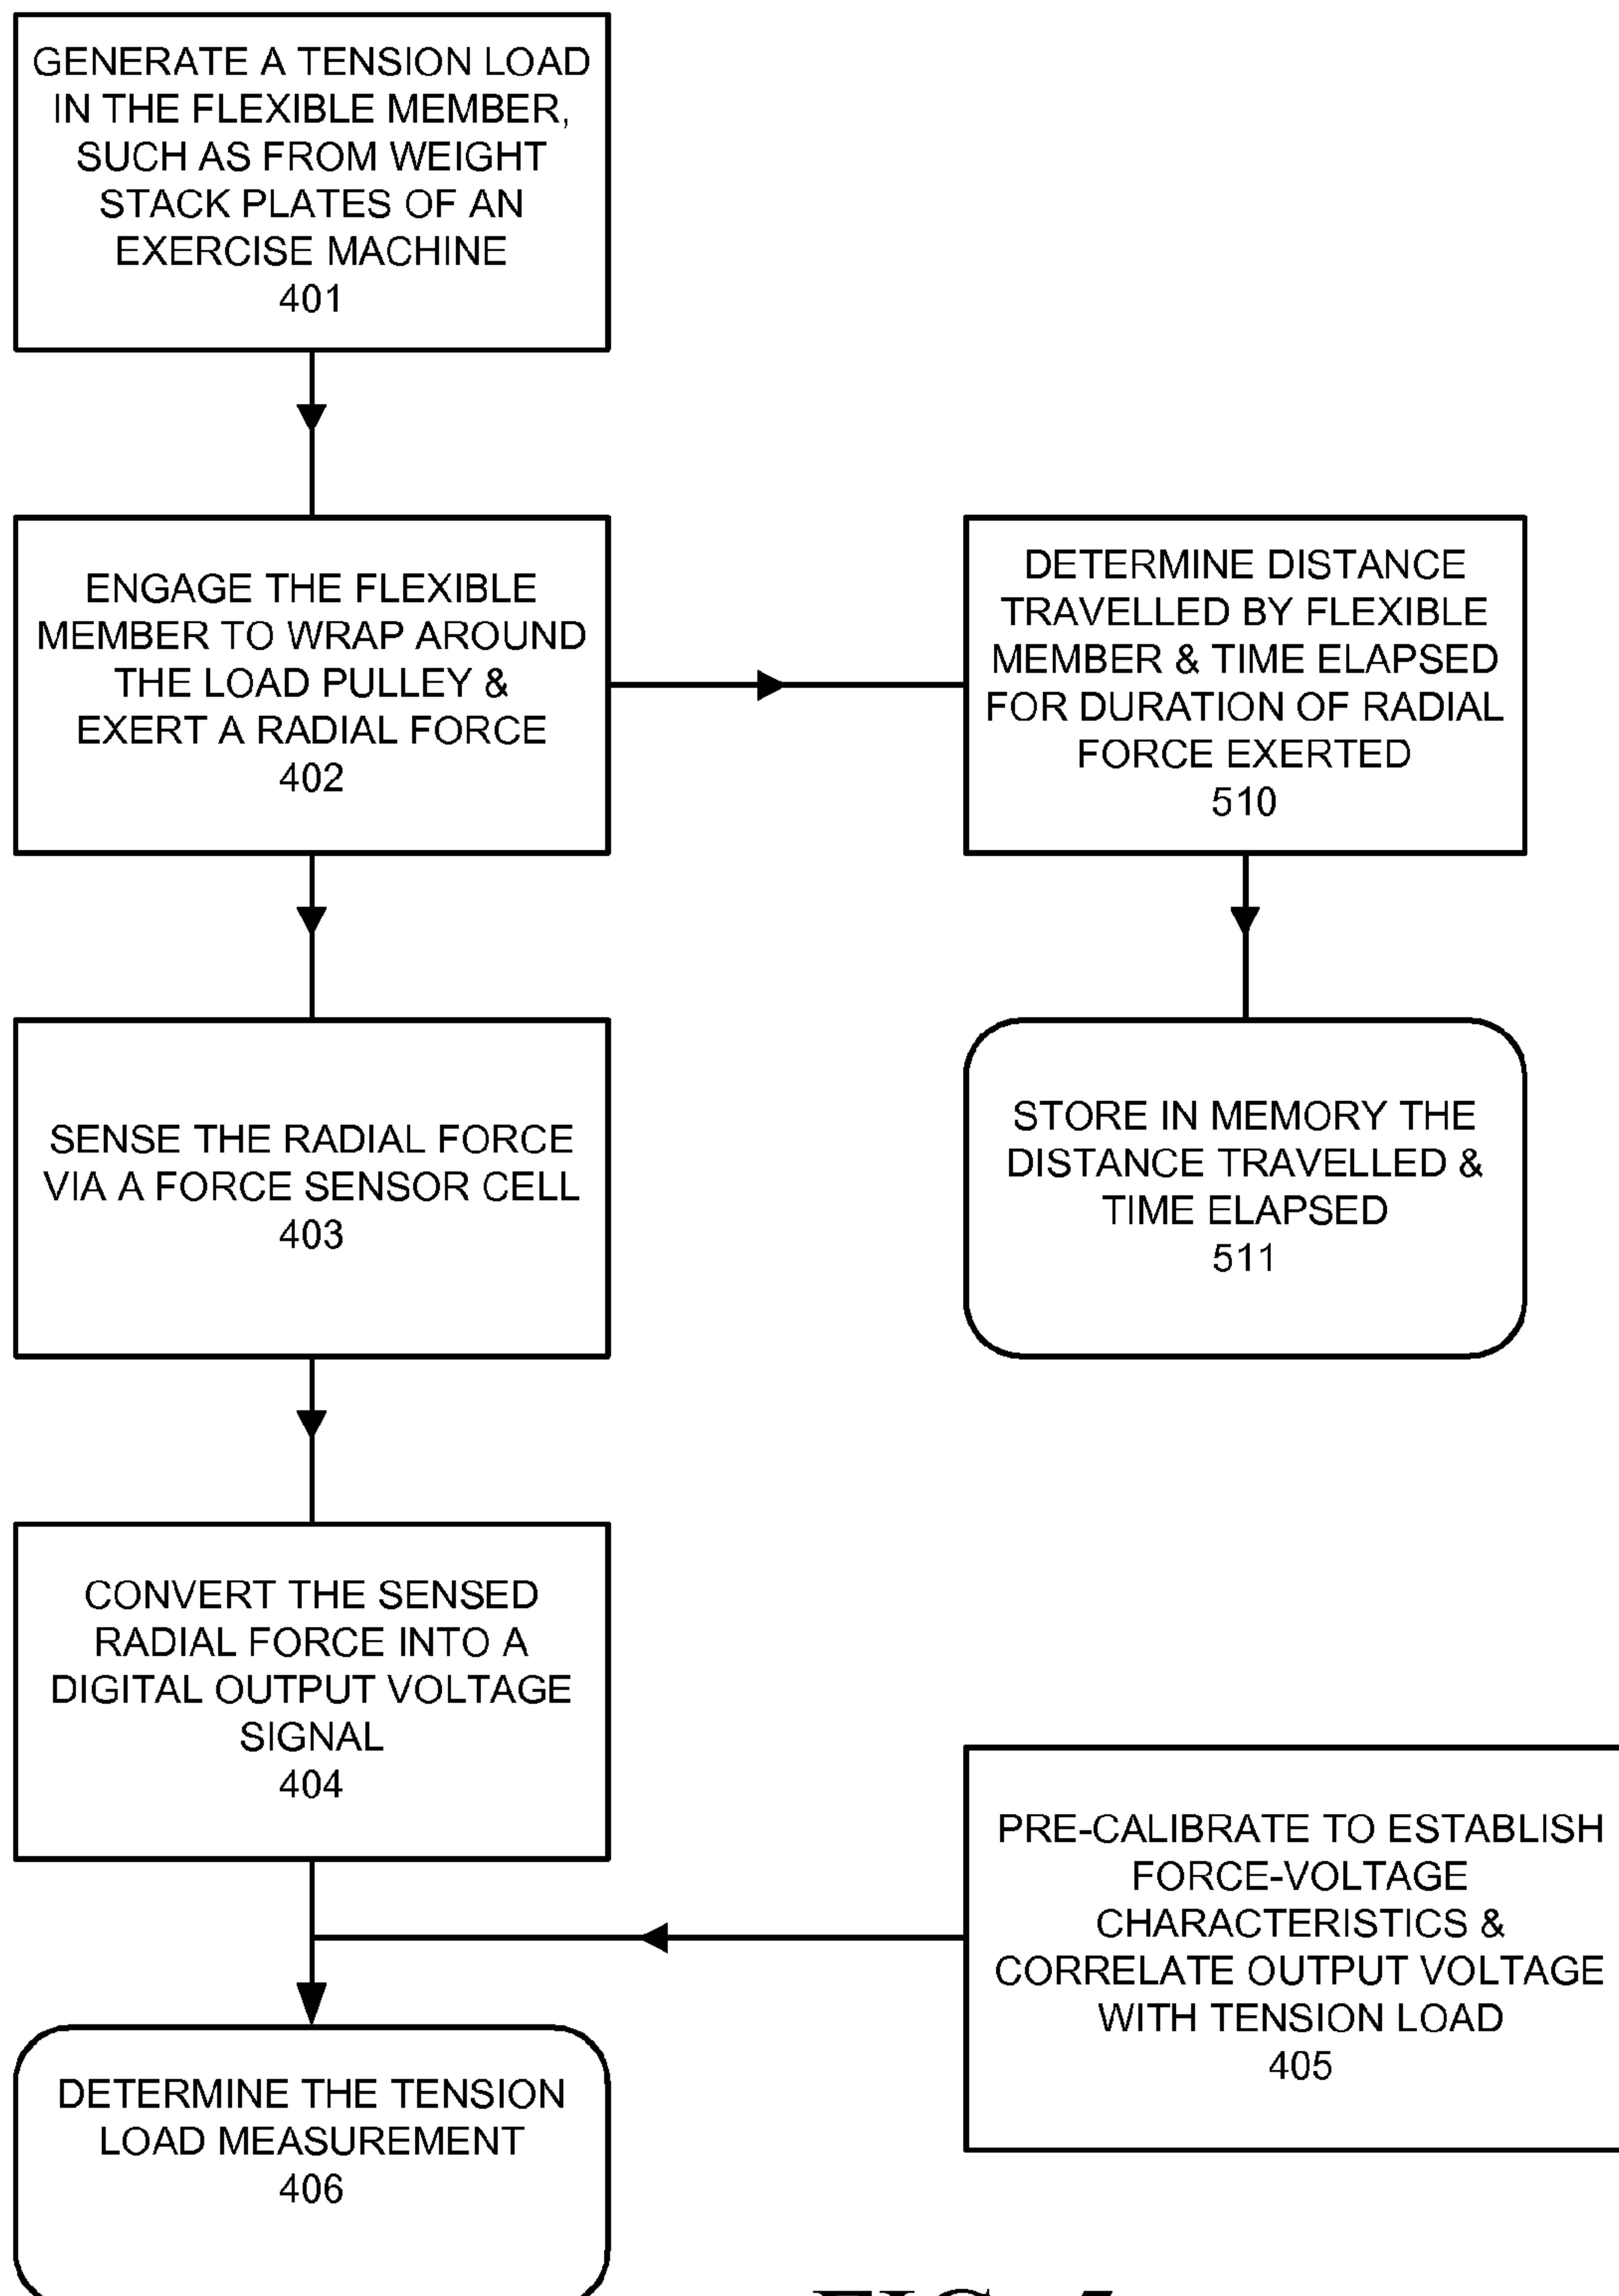 GENERATE A TENSION LOAD
IN THE FLEXIBLE MEMBER,
SUCH AS FROM WEIGHT
STACK PLATES OF AN
EXERCISE MACHINE
401
ENGAGE THE FLEXIBLE
MEMBER TO WRAP AROUND
THE LOAD PULLEY &
EXERT A RADIAL FORCE
402
DETERMINE DISTANCE
TRAVELLED BY FLEXIBLE
MEMBER & TIME ELAPSED
FOR DURATION OF RADIAL
FORCE EXERTED
510
SENSE THE RADIAL FORCE
VIA A FORCE SENSOR CELL
403
STORE IN MEMORY THE
DISTANCE TRAVELLED &
TIME ELAPSED
511
CONVERT THE SENSED
RADIAL FORCE INTO A
DIGITAL OUTPUT VOLTAGE
SIGNAL
404
PRE-CALIBRATE TO ESTABLISH
FORCE-VOLTAGE
CHARACTERISTICS &
CORRELATE OUTPUT VOLTAGE
WITH TENSION LOAD
405
DETERMINE THE TENSION
LOAD MEASUREMENT
406